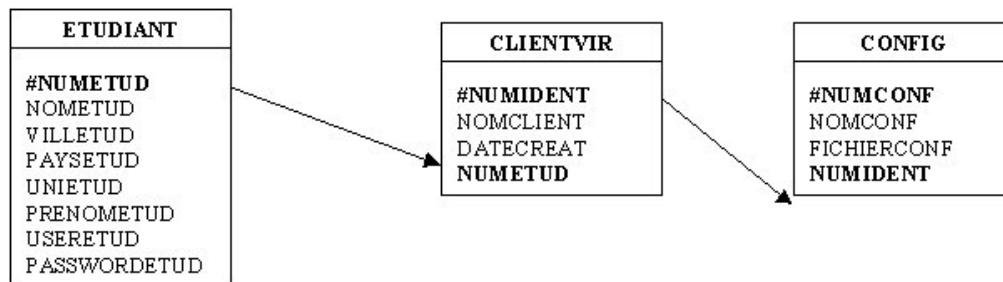 ETUDIANT
#NUMETUD
NOMETUD
VILLETUD
PAYSETUD
UNIETUD
PRENOMETUD
USERETUD
PASSWORDETUD
CLIENTVIR
#NUMIDENT
NOMCLIENT
DATECREAT
NUMETUD
CONFIG
#NUMCONF
NOMCONF
FICHIERCONF
NUMIDENT